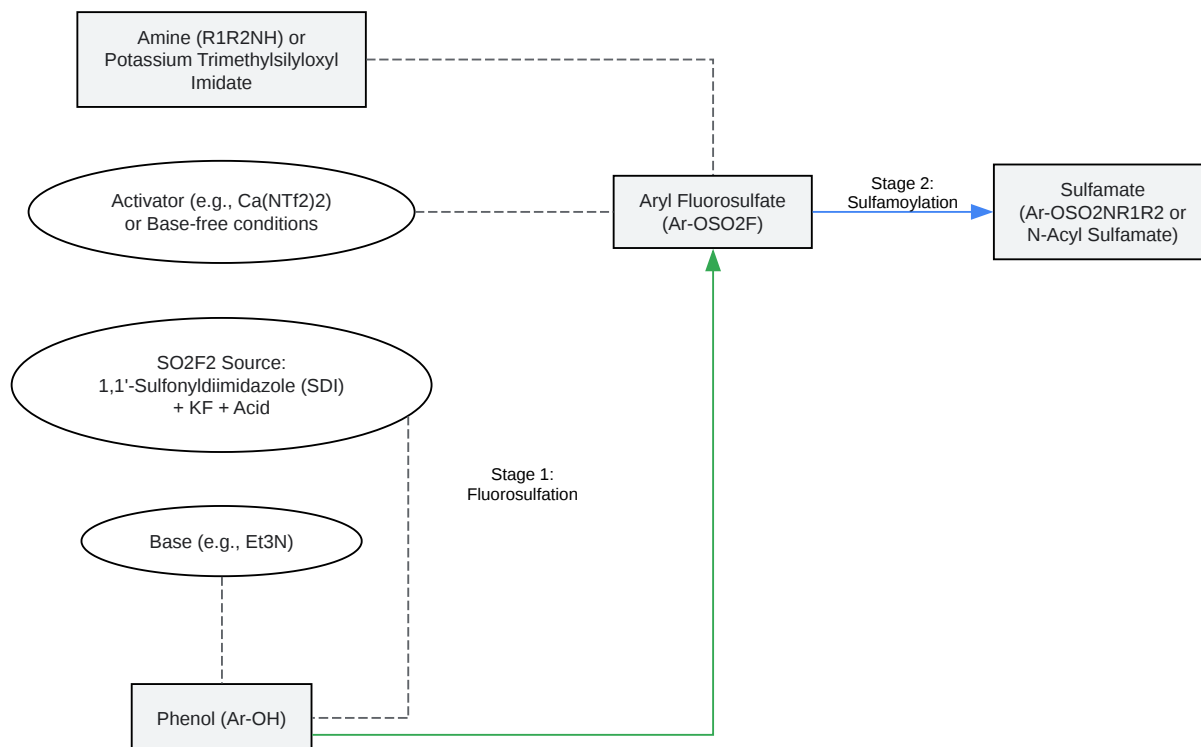 Amine (R1R2NH) or
Potassium Trimethylsilyloxyl
Imidate
Activator (e.g., Ca(NTf2)2)
or Base-free conditions
Aryl Fluorosulfate
(Ar-OSO2F)
Stage 2:
Sulfamoylation
Sulfamate
(Ar-OSO2NR1R2 or
N-Acyl Sulfamate)
SO2F2 Source:
1,1'-Sulfonyldiimidazole (SDI)
+ KF + Acid
Stage 1:
Fluorosulfation
Base (e.g., Et3N)
Phenol (Ar-OH)